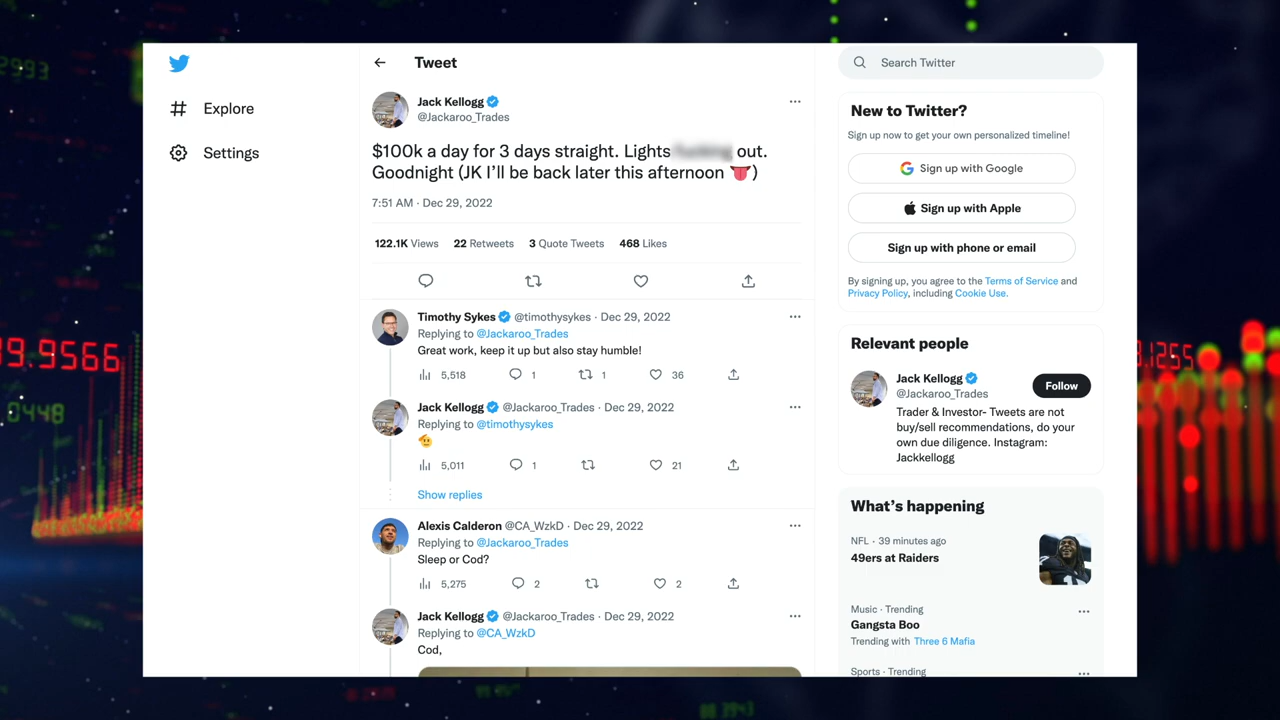 2993
Tweet
Search Twitter
Explore
Settings
Jack Kellogg
@Jackaroo_Trades
$100k a day for 3 days straight. Lights out.
Goodnight (JK I'll be back later this afternoon 👅)
7:51 AM · Dec 29, 2022
122.1K Views 22 Retweets 3 Quote Tweets 468 Likes
Timothy Sykes @timothysykes · Dec 29, 2022
Replying to @Jackaroo_Trades
Great work, keep it up but also stay humble!
5,518 1 1 36
Jack Kellogg @Jackaroo_Trades · Dec 29, 2022
Replying to @timothysykes
🫡
5,011 1 21
Show replies
Alexis Calderon @CA_WzkD · Dec 29, 2022
Replying to @Jackaroo_Trades
Sleep or Cod?
5,275 2 2
Jack Kellogg @Jackaroo_Trades · Dec 29, 2022
Replying to @CA_WzkD
Cod,
New to Twitter?
Sign up now to get your own personalized timeline!
Sign up with Google
Sign up with Apple
Sign up with phone or email
By signing up, you agree to the Terms of Service and
Privacy Policy, including Cookie Use.
Relevant people
Jack Kellogg
@Jackaroo_Trades
Follow
Trader & Investor- Tweets are not
buy/sell recommendations, do your
own due diligence. Instagram:
Jackkellogg
What's happening
NFL · 39 minutes ago
49ers at Raiders
Music · Trending
Gangsta Boo
Trending with Three 6 Mafia
Sports · Trending
9.9566
0448
.1255